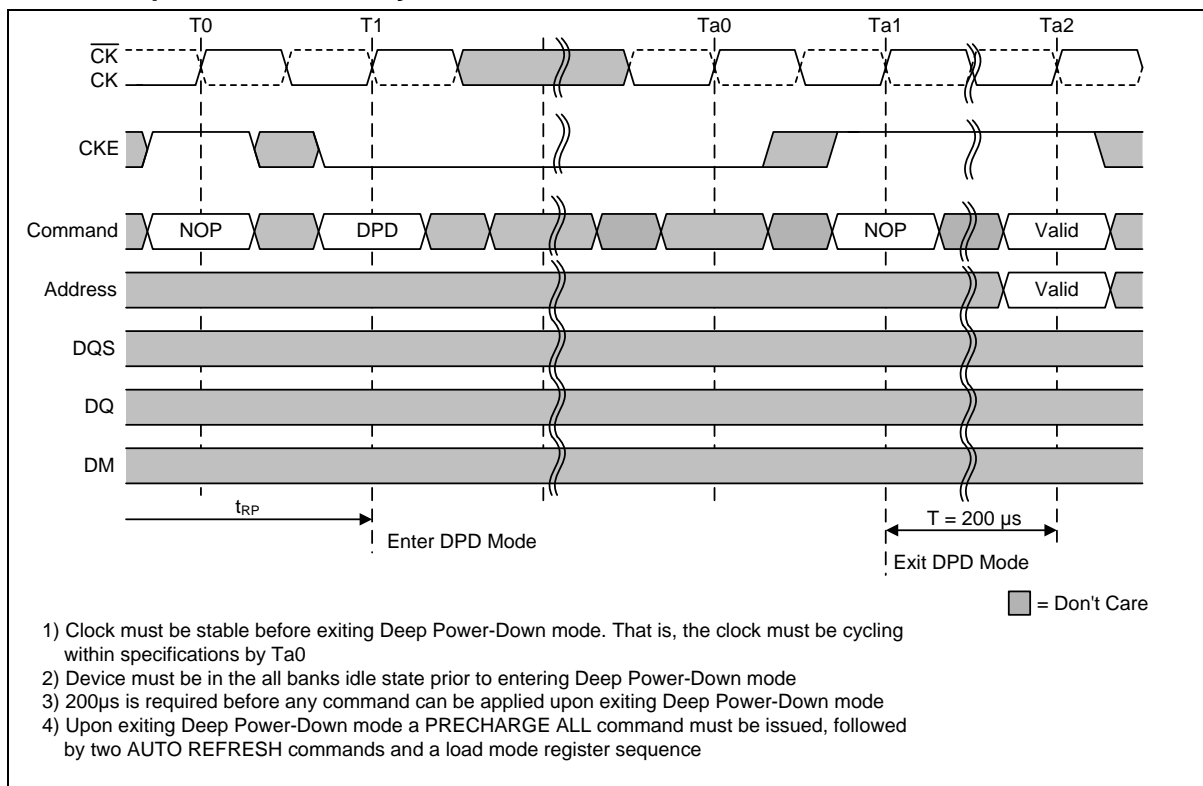 T0 T1 Ta0 Ta1 Ta2
CK
CK
CKE
Command NOP DPD NOP Valid
Address Valid
DQS
DQ
DM
tRP T = 200 µs
Enter DPD Mode
Exit DPD Mode
= Don't Care
1) Clock must be stable before exiting Deep Power-Down mode. That is, the clock must be cycling
within specifications by Ta0
2) Device must be in the all banks idle state prior to entering Deep Power-Down mode
3) 200µs is required before any command can be applied upon exiting Deep Power-Down mode
4) Upon exiting Deep Power-Down mode a PRECHARGE ALL command must be issued, followed
by two AUTO REFRESH commands and a load mode register sequence